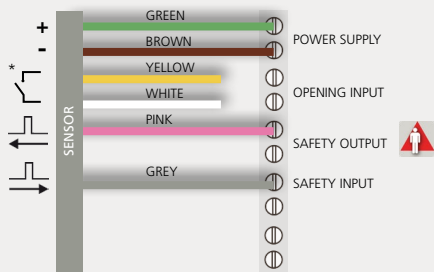 GREEN
+
BROWN
-
POWER SUPPLY
YELLOW
*
WHITE
OPENING INPUT
PINK
SENSOR
SAFETY OUTPUT
GREY
SAFETY INPUT